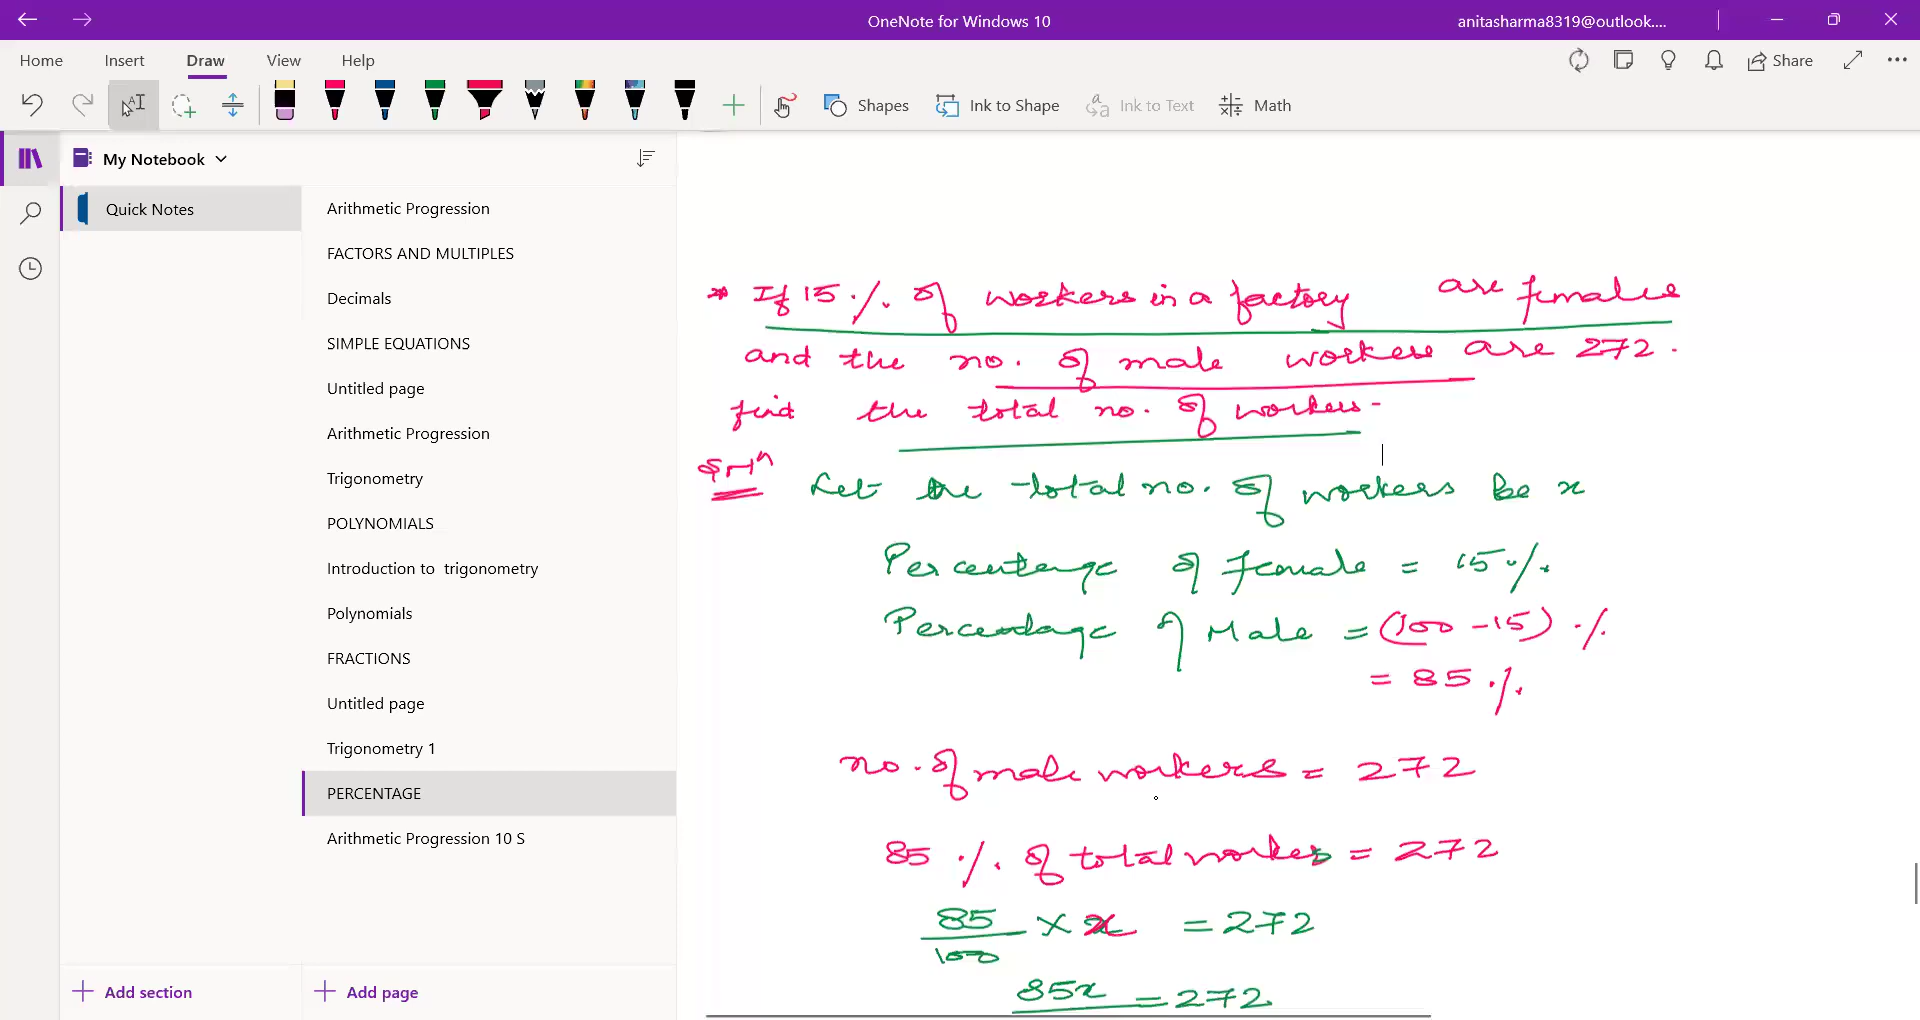 OneNote for Windows 10
anitasharma8319@outlook....
Home Insert Draw View Help
Share
Shapes Ink to Shape Ink to Text Math
My Notebook
Quick Notes
Arithmetic Progression
FACTORS AND MULTIPLES
Decimals
SIMPLE EQUATIONS
Untitled page
Arithmetic Progression
Trigonometry
POLYNOMIALS
Introduction to trigonometry
Polynomials
FRACTIONS
Untitled page
Trigonometry 1
PERCENTAGE
Arithmetic Progression 10 S
Add section
Add page
* If 15 % of workers in a factory are females
and the no. of male workers are 272.
find the total no. of workers-
Solⁿ
Let the total no. of workers be x
Percentage of female = 15 %
Percentage of Male = (100 - 15) %
= 85 %
no. of male workers = 272
85 % of total workers = 272
85/100 × x = 272
85x = 272